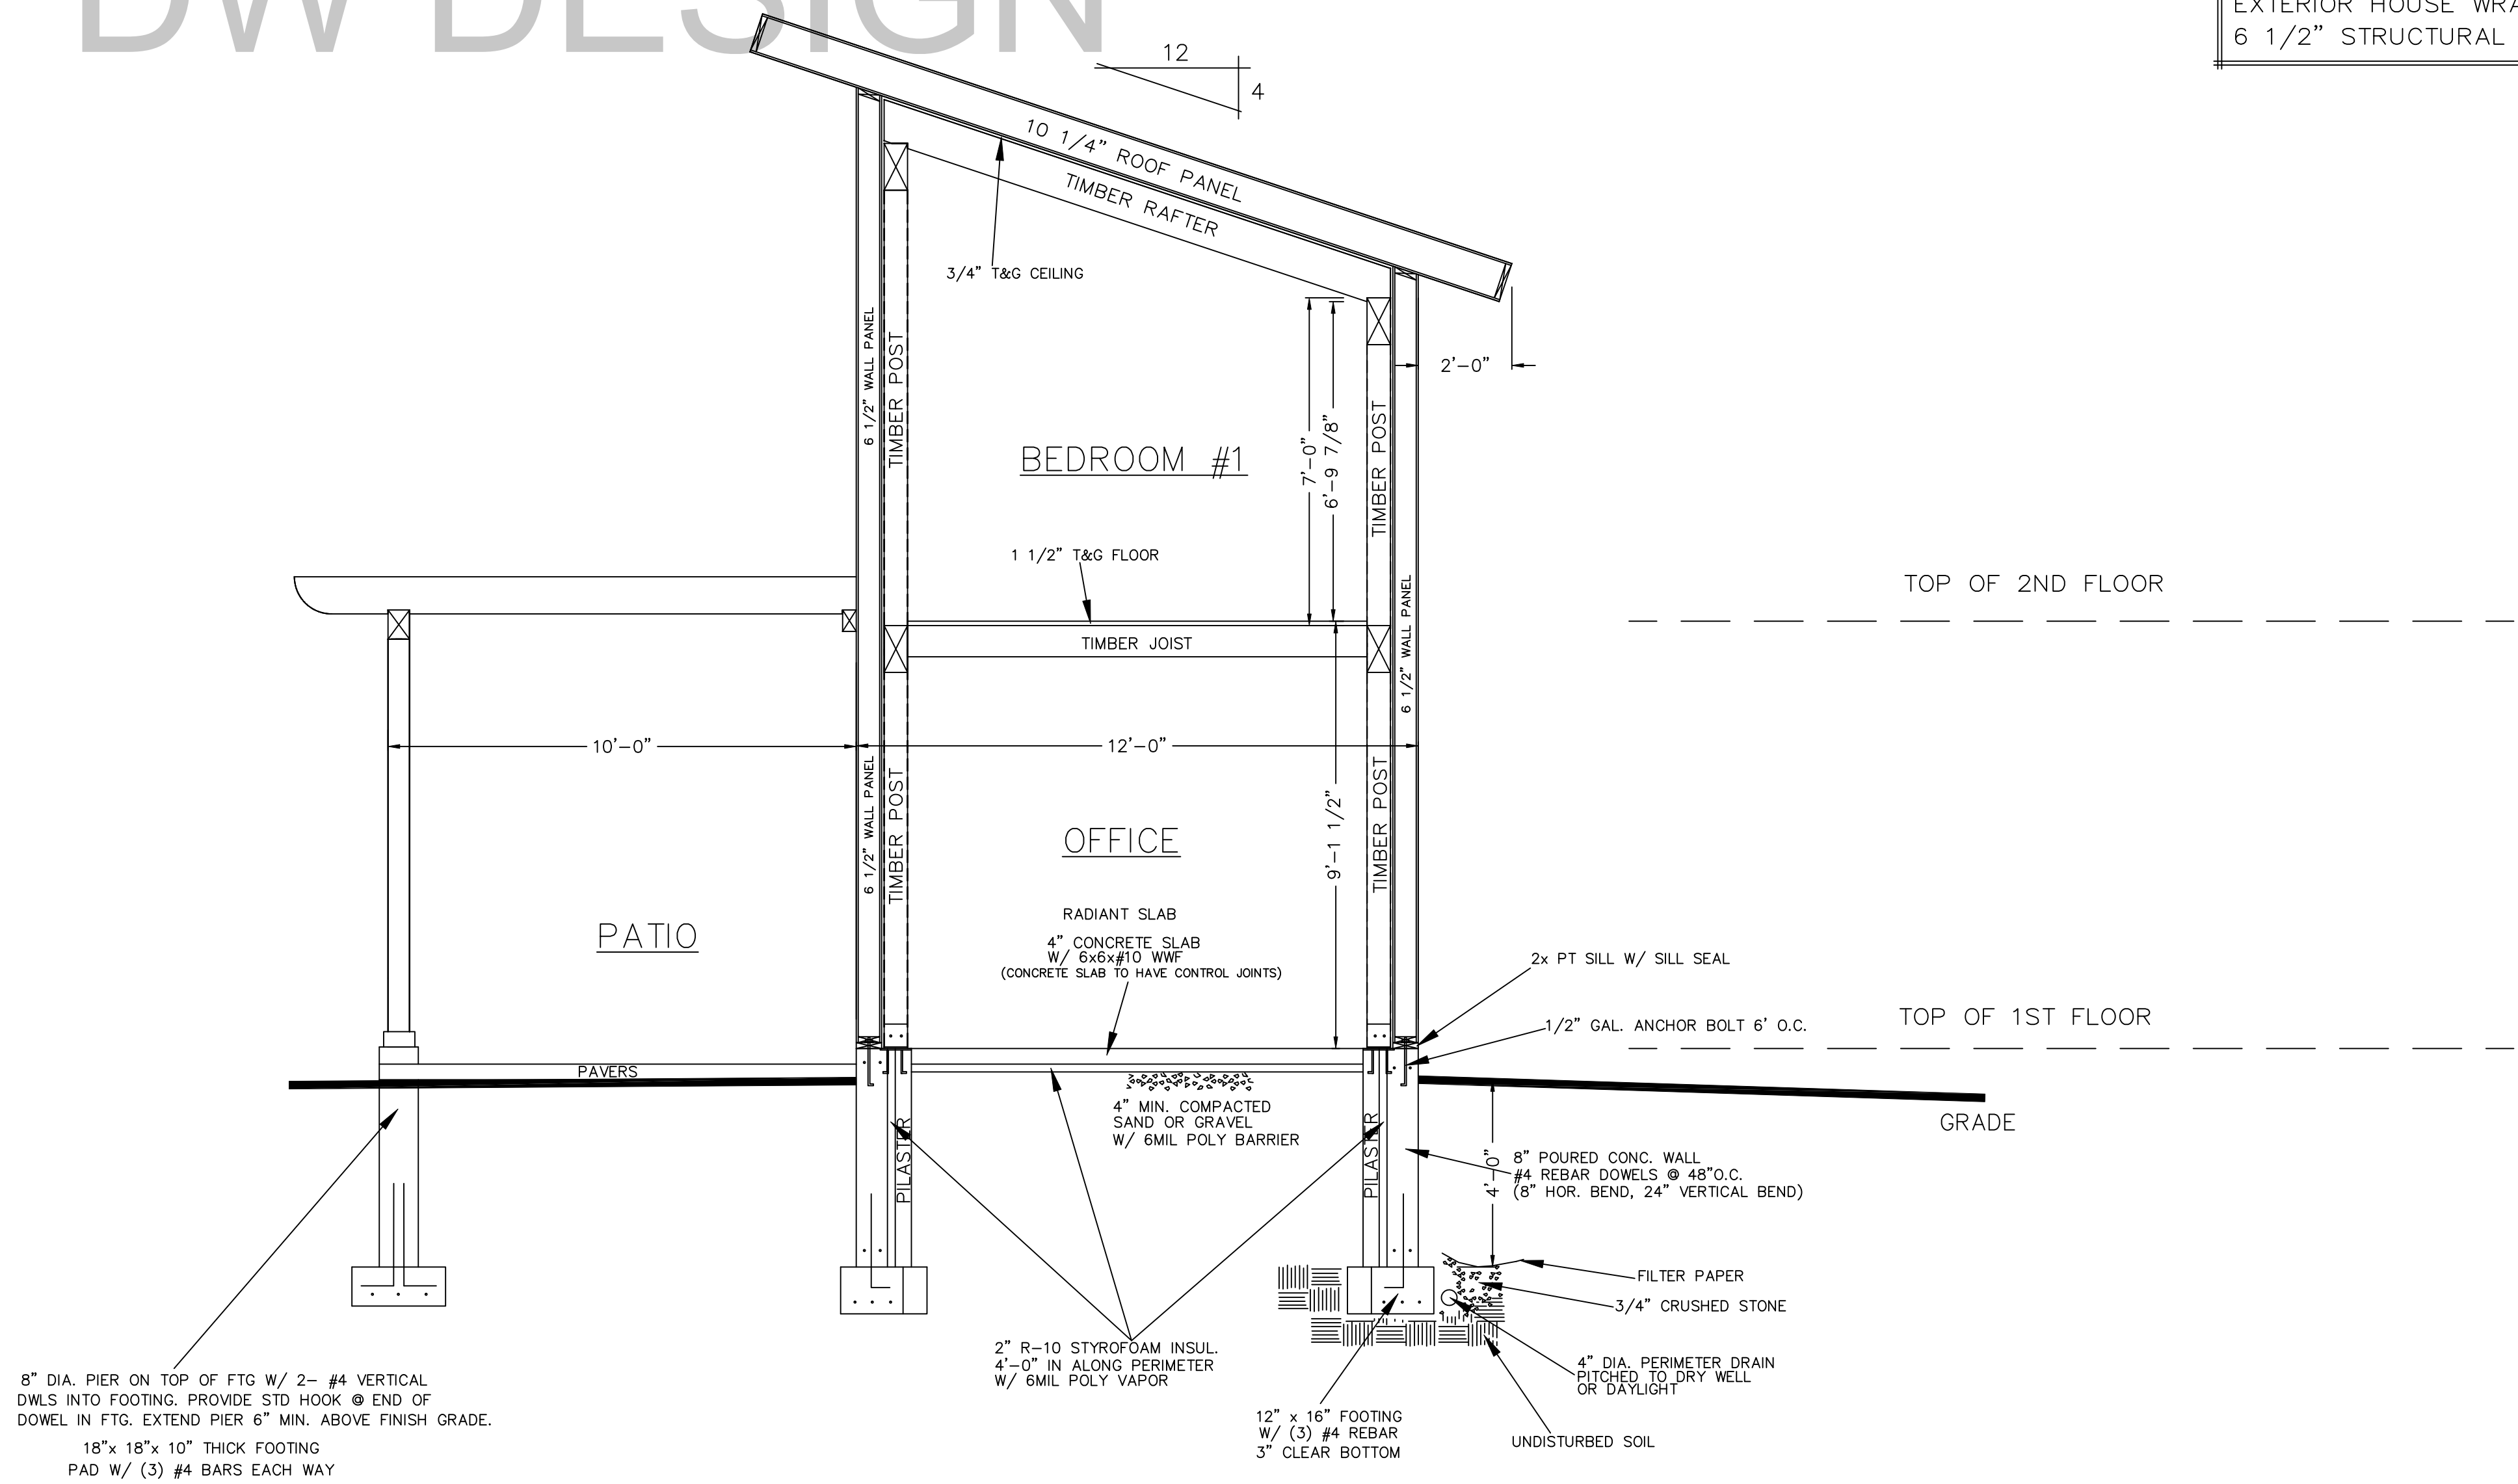 DW DESIGN
EXTERIOR HOUSE
6 1/2" STRUCTURAL
12
4
10 1/4" ROOF PANEL
TIMBER RAFTER
3/4" T&G CEILING
6 1/2" WALL PANEL
TIMBER POST
BEDROOM #1
7'-0"
6'-9 7/8"
TIMBER POST
2'-0"
1 1/2" T&G FLOOR
TIMBER JOIST
6 1/2" WALL PANEL
TOP OF 2ND FLOOR
10'-0"
12'-0"
6 1/2" WALL PANEL
TIMBER POST
OFFICE
9'-1 1/2"
TIMBER POST
PATIO
RADIANT SLAB
4" CONCRETE SLAB
W/ 6x6x#10 WWF
(CONCRETE SLAB TO HAVE CONTROL JOINTS)
2x PT SILL W/ SILL SEAL
1/2" GAL. ANCHOR BOLT 6' O.C.
TOP OF 1ST FLOOR
PAVERS
4" MIN. COMPACTED
SAND OR GRAVEL
W/ 6MIL POLY BARRIER
GRADE
PILASTER
PILASTER
4'-0"
8" POURED CONC. WALL
#4 REBAR DOWELS @ 48"O.C.
(8" HOR. BEND, 24" VERTICAL BEND)
FILTER PAPER
3/4" CRUSHED STONE
2" R-10 STYROFOAM INSUL.
4'-0" IN ALONG PERIMETER
W/ 6MIL POLY VAPOR
4" DIA. PERIMETER DRAIN
PITCHED TO DRY WELL
OR DAYLIGHT
8" DIA. PIER ON TOP OF FTG W/ 2- #4 VERTICAL
DWLS INTO FOOTING. PROVIDE STD HOOK @ END OF
DOWEL IN FTG. EXTEND PIER 6" MIN. ABOVE FINISH GRADE.
18"x 18"x 10" THICK FOOTING
PAD W/ (3) #4 BARS EACH WAY
12" x 16" FOOTING
W/ (3) #4 REBAR
3" CLEAR BOTTOM
UNDISTURBED SOIL